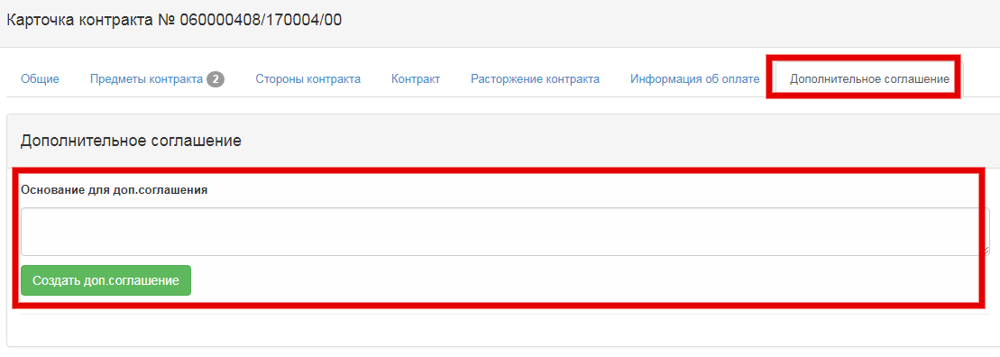 Карточка контракта № 060000408/170004/00
Общие Предметы контракта 2 Стороны контракта Контракт Расторжение контракта Информация об оплате Дополнительное соглашение
Дополнительное соглашение
Основание для доп.соглашения
Создать доп.соглашение